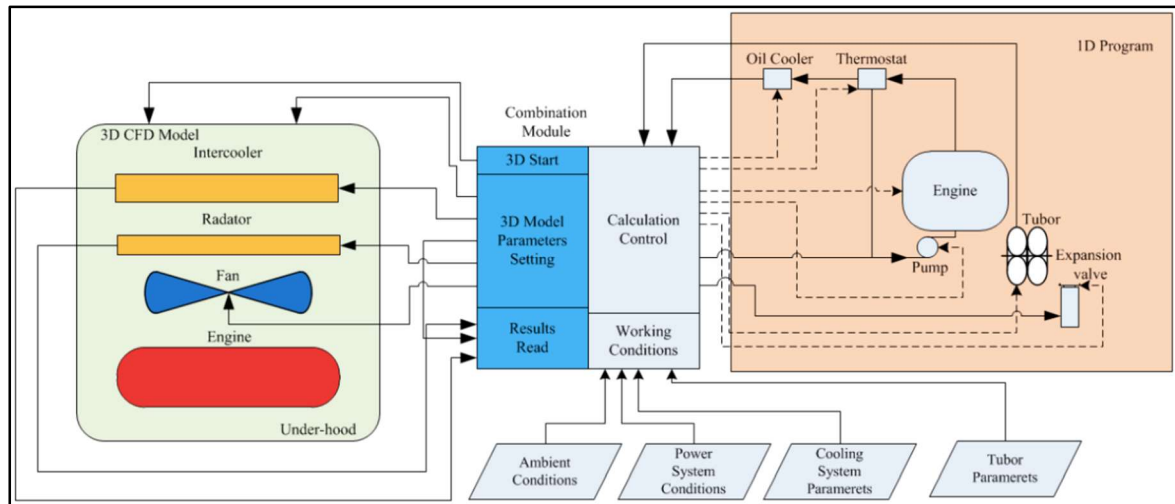 1D Program
Oil Cooler
Thermostat
Combination
Module
3D CFD Model
Intercooler
3D Start
Radator
3D Model
Parameters
Setting
Calculation
Control
Engine
Tubor
Fan
Pump
Expansion
valve
Engine
Results
Read
Working
Conditions
Under-hood
Ambient
Conditions
Power
System
Conditions
Cooling
System
Paramerets
Tubor
Paramerets